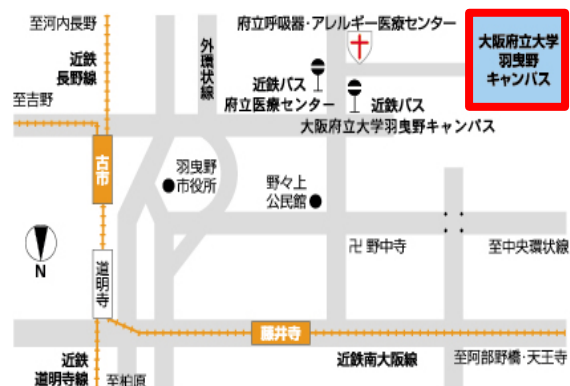 至河内長野
府立呼吸器・アレルギー医療センター
大阪府立大学
羽曳野
キャンパス
外環状線
近鉄
長野線
近鉄バス
府立医療センター
近鉄バス
大阪府立大学羽曳野キャンパス
至吉野
古市
羽曳野
市役所
野々上
公民館
卍 野中寺
至中央環状線
N
道明寺
藤井寺
近鉄
道明寺線
至柏原
近鉄南大阪線
至阿部野橋・天王寺